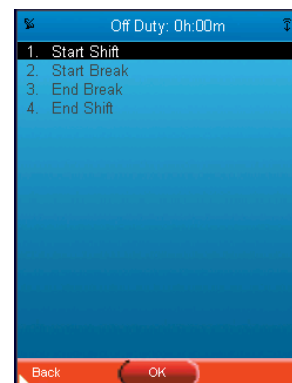 Off Duty: 0h:00m
1. Start Shift
2. Start Break
3. End Break
4. End Shift
Back OK